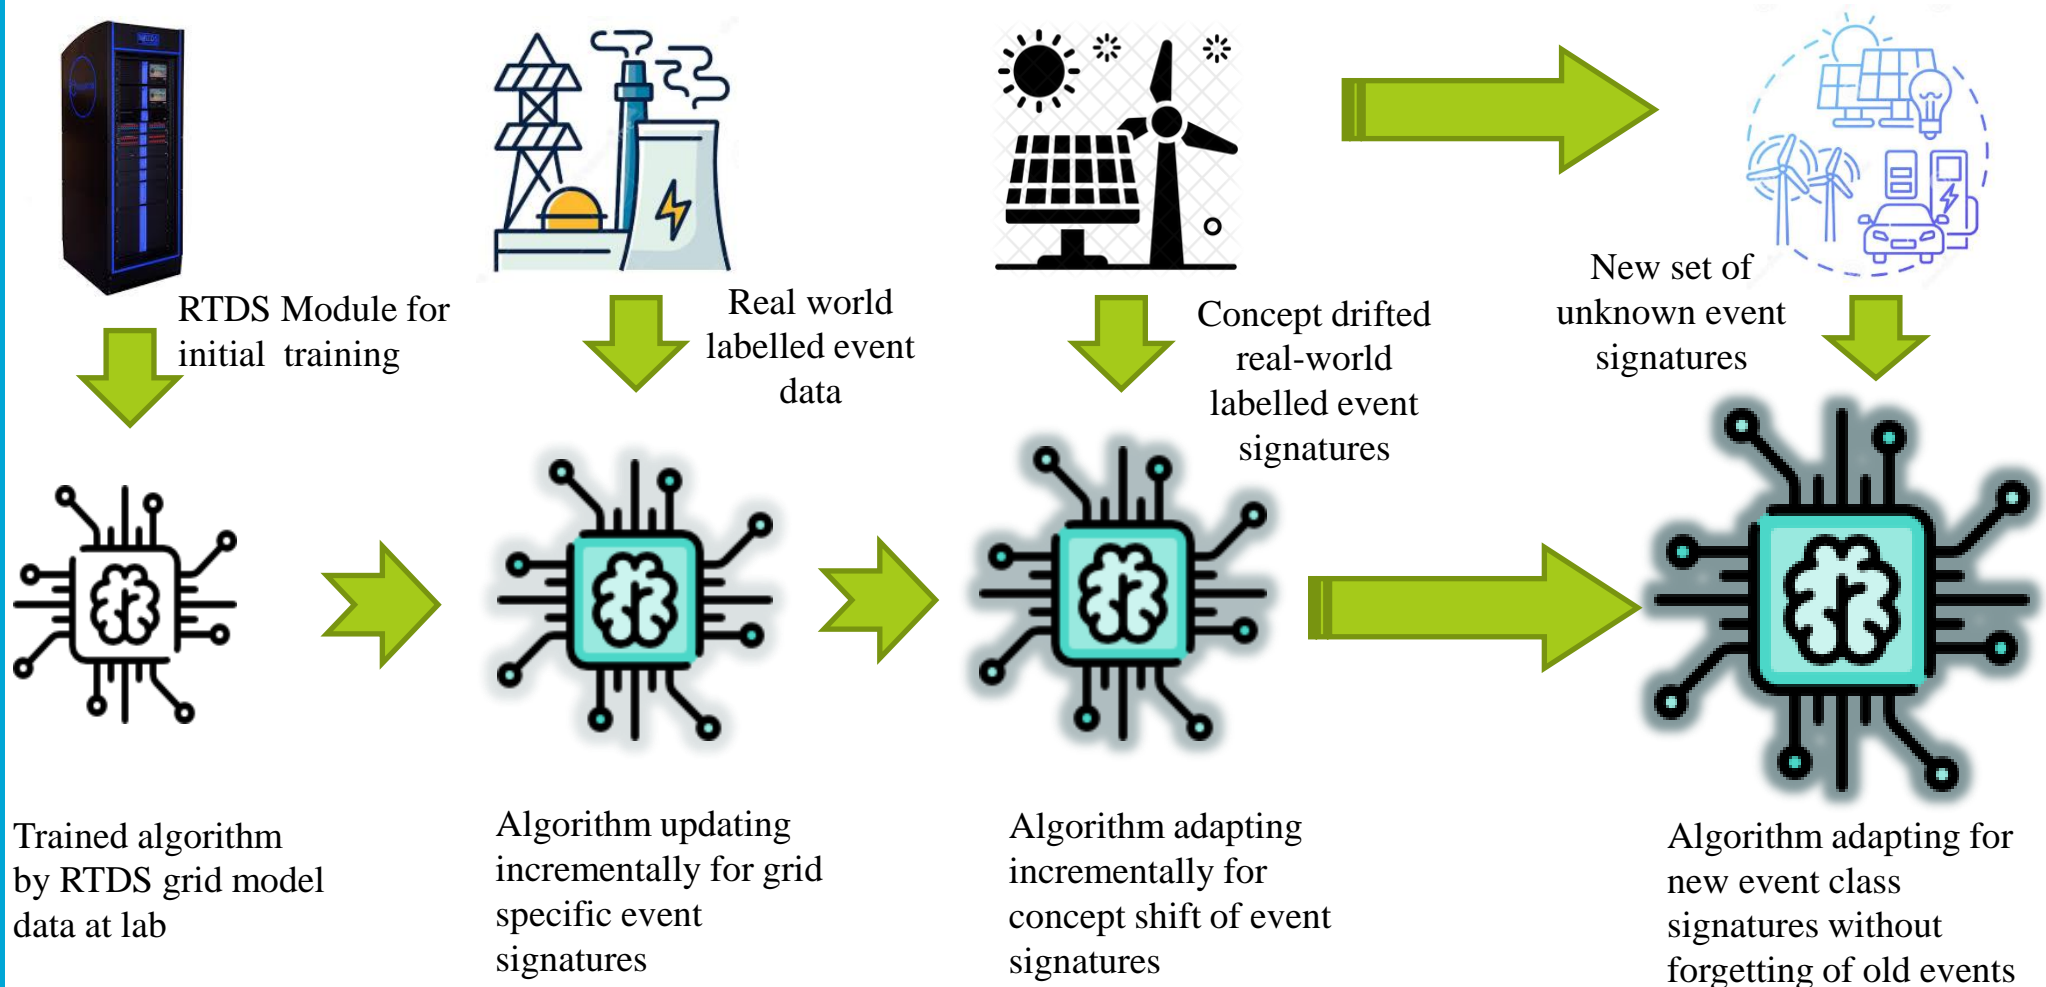 RTDS Module for
initial training
Real world
labelled event
data
Concept drifted
real-world
labelled event
signatures
New set of
unknown event
signatures
Trained algorithm
by RTDS grid model
data at lab
Algorithm updating
incrementally for grid
specific event
signatures
Algorithm adapting
incrementally for
concept shift of event
signatures
Algorithm adapting for
new event class
signatures without
forgetting of old events